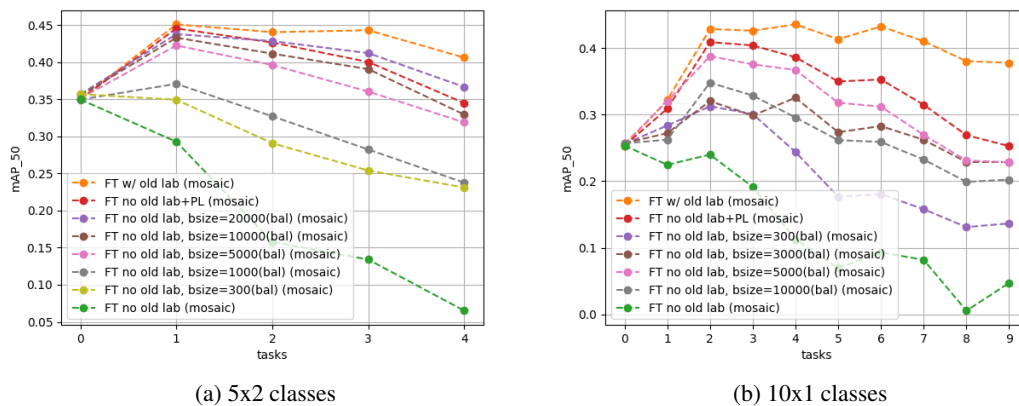 0.45
0.40
0.35
0.30
0.25
0.20
0.15
0.10
0.05
mAP_50
FT w/ old lab (mosaic)
FT no old lab+PL (mosaic)
FT no old lab, bsize=20000(bal) (mosaic)
FT no old lab, bsize=10000(bal) (mosaic)
FT no old lab, bsize=5000(bal) (mosaic)
FT no old lab, bsize=1000(bal) (mosaic)
FT no old lab, bsize=300(bal) (mosaic)
FT no old lab (mosaic)
0 1 2 3 4
tasks
(a) 5x2 classes
0.4
0.3
0.2
0.1
0.0
mAP_50
FT w/ old lab (mosaic)
FT no old lab+PL (mosaic)
FT no old lab, bsize=300(bal) (mosaic)
FT no old lab, bsize=3000(bal) (mosaic)
FT no old lab, bsize=5000(bal) (mosaic)
FT no old lab, bsize=10000(bal) (mosaic)
FT no old lab (mosaic)
0 1 2 3 4 5 6 7 8 9
tasks
(b) 10x1 classes